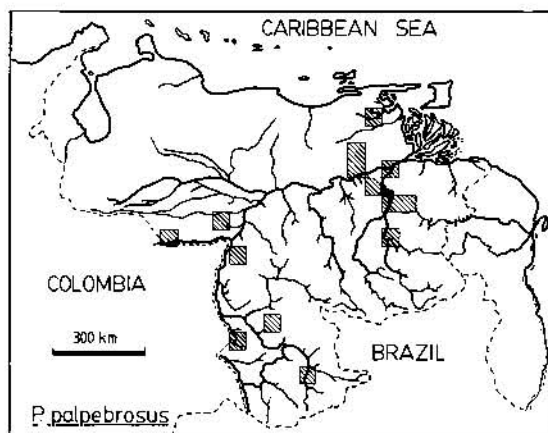 CARIBBEAN SEA
COLOMBIA
300 km
BRAZIL
P. palpebrosus